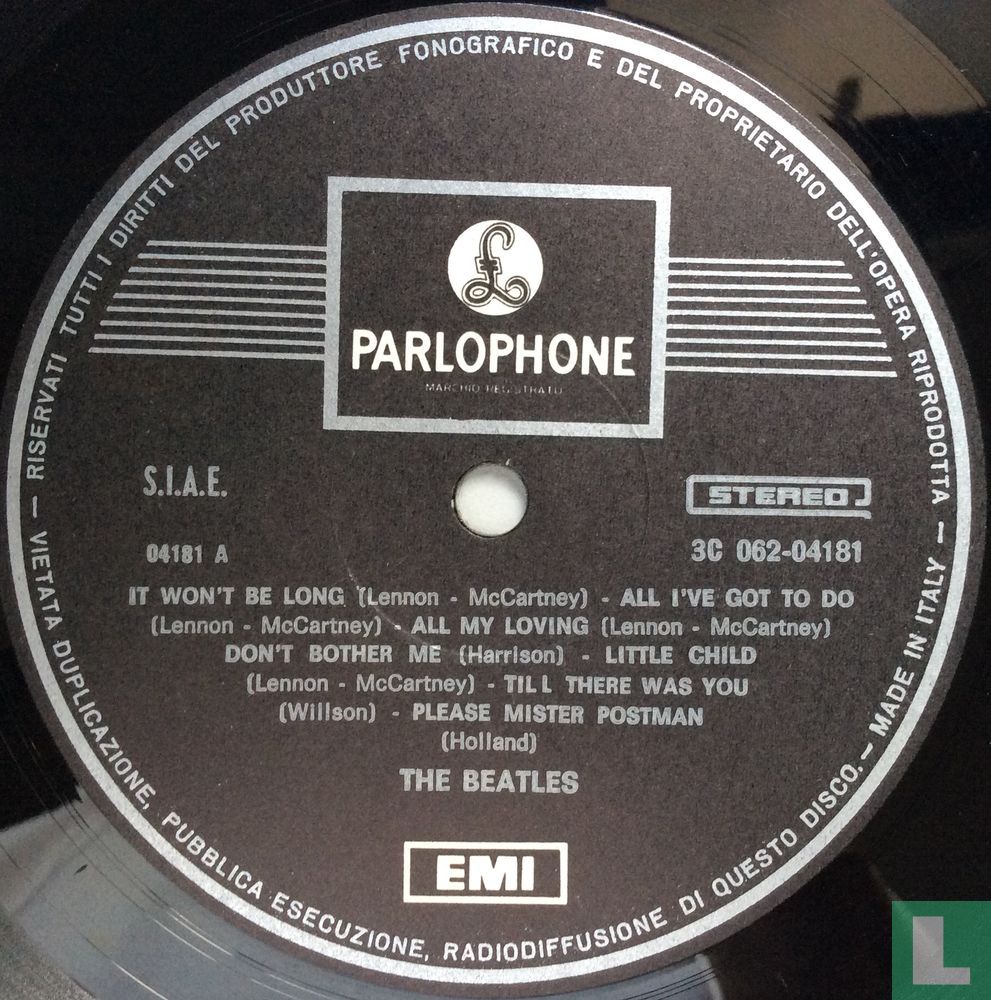 RISERVATI TUTTI I DIRITTI DEL PRODUTTORE FONOGRAFICO E DEL PROPRIETARIO DELL'OPERA RIPRODOTTA — MADE IN ITALY —
VIETATA DUPLICAZIONE, PUBBLICA ESECUZIONE, RADIODIFFUSIONE DI QUESTO DISCO. —
£
PARLOPHONE
MARCHIO REGISTRATO
S.I.A.E.
STEREO
04181 A
3C 062-04181
IT WON'T BE LONG (Lennon - McCartney) - ALL I'VE GOT TO DO
(Lennon - McCartney) - ALL MY LOVING (Lennon - McCartney)
DON'T BOTHER ME (Harrison) - LITTLE CHILD
(Lennon - McCartney) - TILL THERE WAS YOU
(Willson) - PLEASE MISTER POSTMAN
(Holland)
THE BEATLES
EMI
L